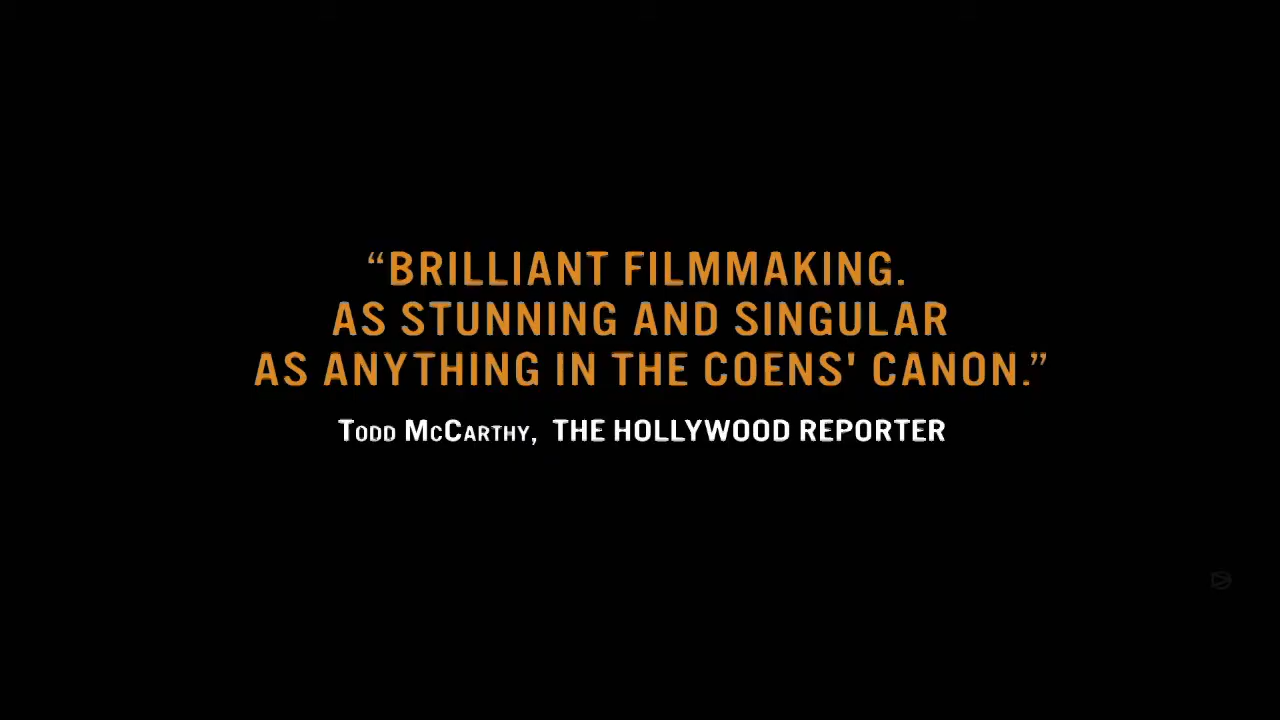 “BRILLIANT FILMMAKING.
AS STUNNING AND SINGULAR
AS ANYTHING IN THE COENS' CANON.”
TODD MCCARTHY, THE HOLLYWOOD REPORTER